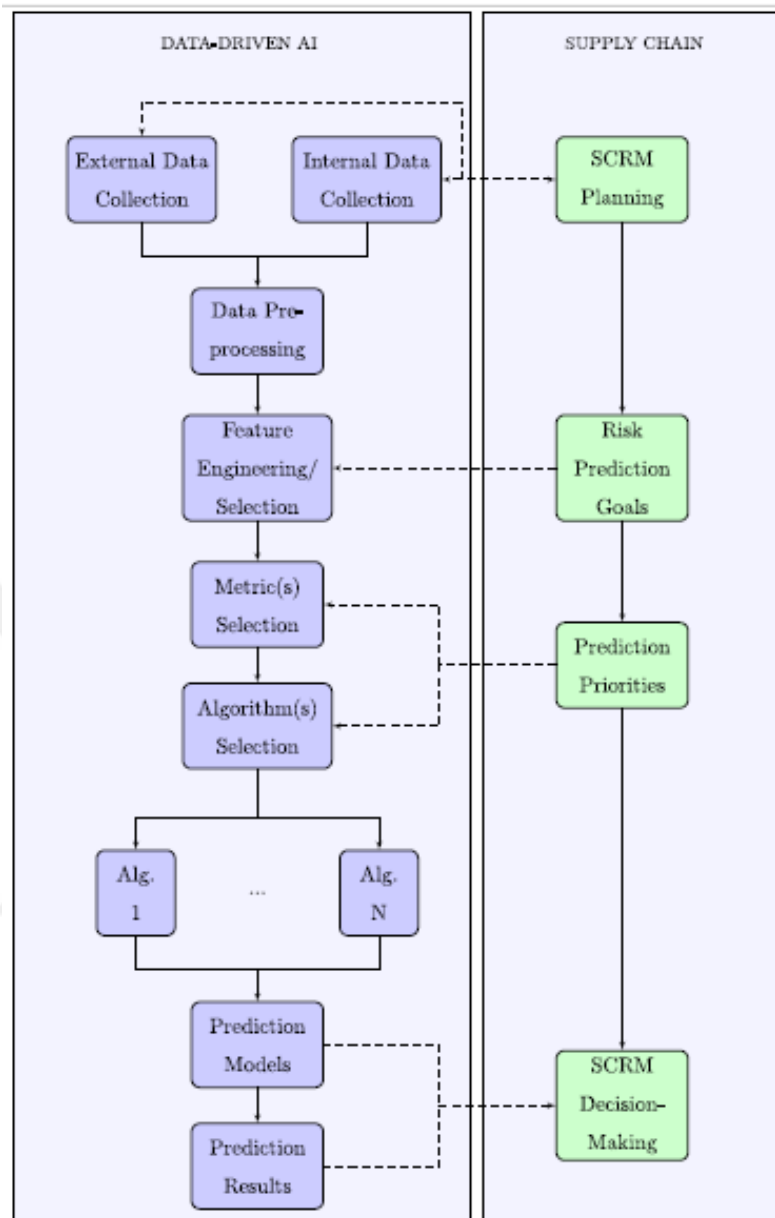 DATA-DRIVEN AI
SUPPLY CHAIN
External Data
Collection
Internal Data
Collection
SCRM
Planning
Data Pre-
processing
Feature
Engineering/
Selection
Risk
Prediction
Goals
Metric(s)
Selection
Prediction
Priorities
Algorithm(s)
Selection
Alg.
1
...
Alg.
N
Prediction
Models
SCRM
Decision-
Making
Prediction
Results